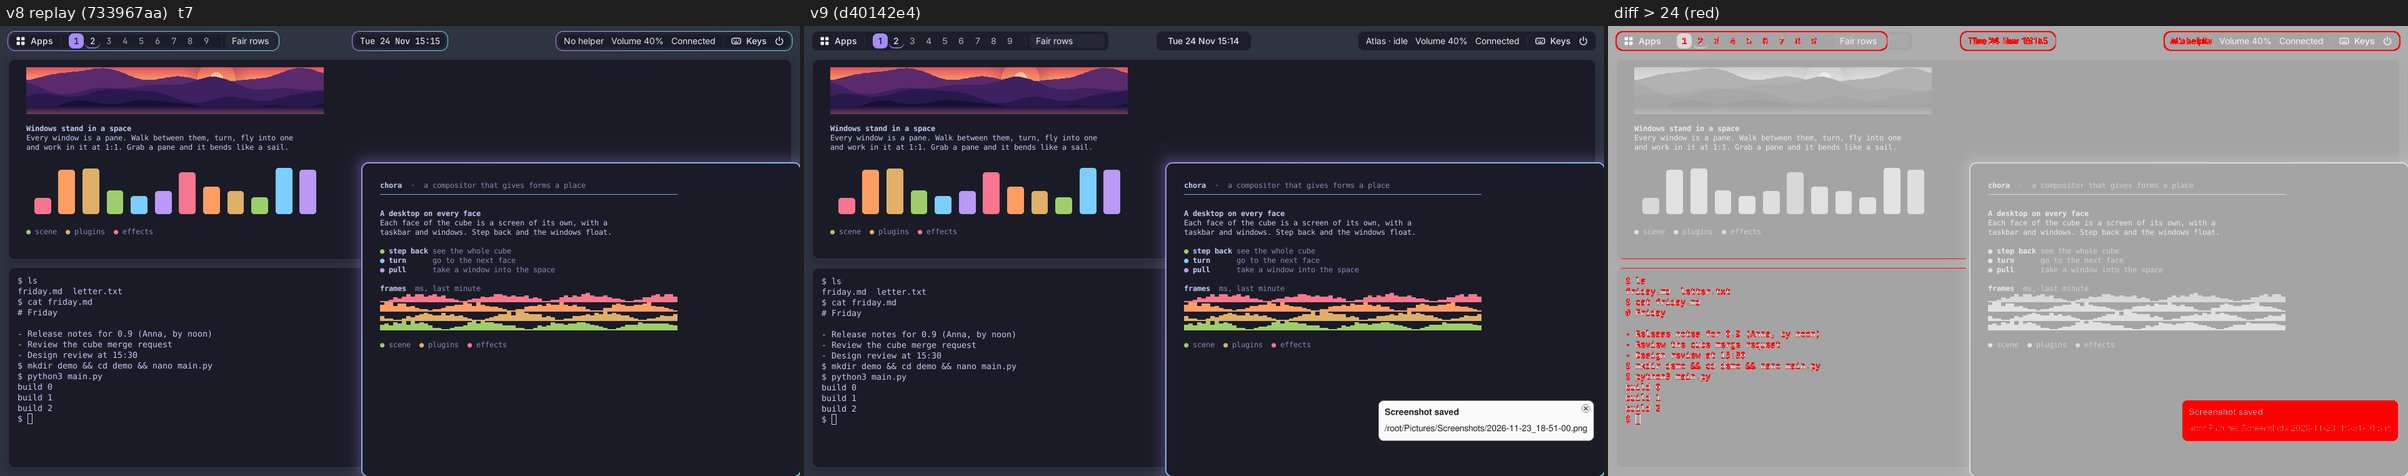 v8 replay (733967aa)  t7
Apps 1 2 3 4 5 6 7 8 9 Fair rows
Tue 24 Nov 15:15
No helper Volume 40% Connected Keys
Windows stand in a space
Every window is a pane. Walk between them, turn, fly into one
and work in it at 1:1. Grab a pane and it bends like a sail.
scene plugins effects
chora · a compositor that gives forms a place
A desktop on every face
Each face of the cube is a screen of its own, with a
taskbar and windows. Step back and the windows float.
step back see the whole cube
turn go to the next face
pull take a window into the space
frames ms, last minute
scene plugins effects
$ ls
friday.md  letter.txt
$ cat friday.md
# Friday
- Release notes for 0.9 (Anna, by noon)
- Review the cube merge request
- Design review at 15:30
$ mkdir demo && cd demo && nano main.py
$ python3 main.py
build 0
build 1
build 2
$
v9 (d40142e4)
Apps 1 2 3 4 5 6 7 8 9 Fair rows
Tue 24 Nov 15:14
Atlas · idle Volume 40% Connected Keys
Windows stand in a space
Every window is a pane. Walk between them, turn, fly into one
and work in it at 1:1. Grab a pane and it bends like a sail.
scene plugins effects
chora · a compositor that gives forms a place
A desktop on every face
Each face of the cube is a screen of its own, with a
taskbar and windows. Step back and the windows float.
step back see the whole cube
turn go to the next face
pull take a window into the space
frames ms, last minute
scene plugins effects
$ ls
friday.md  letter.txt
$ cat friday.md
# Friday
- Release notes for 0.9 (Anna, by noon)
- Review the cube merge request
- Design review at 15:30
$ mkdir demo && cd demo && nano main.py
$ python3 main.py
build 0
build 1
build 2
$
Screenshot saved
/root/Pictures/Screenshots/2026-11-23_18-51-00.png
diff > 24 (red)
Apps 1 Fair rows
Volume 40% Connected Keys
Windows stand in a space
Every window is a pane. Walk between them, turn, fly into one
and work in it at 1:1. Grab a pane and it bends like a sail.
scene plugins effects
chora · a compositor that gives forms a place
A desktop on every face
Each face of the cube is a screen of its own, with a
taskbar and windows. Step back and the windows float.
step back see the whole cube
turn go to the next face
pull take a window into the space
frames ms, last minute
scene plugins effects
$ ls
$ cat friday.md
# Friday
- Review the cube merge request
$ mkdir demo && cd demo && nano main.py
$ python3 main.py
Screenshot saved